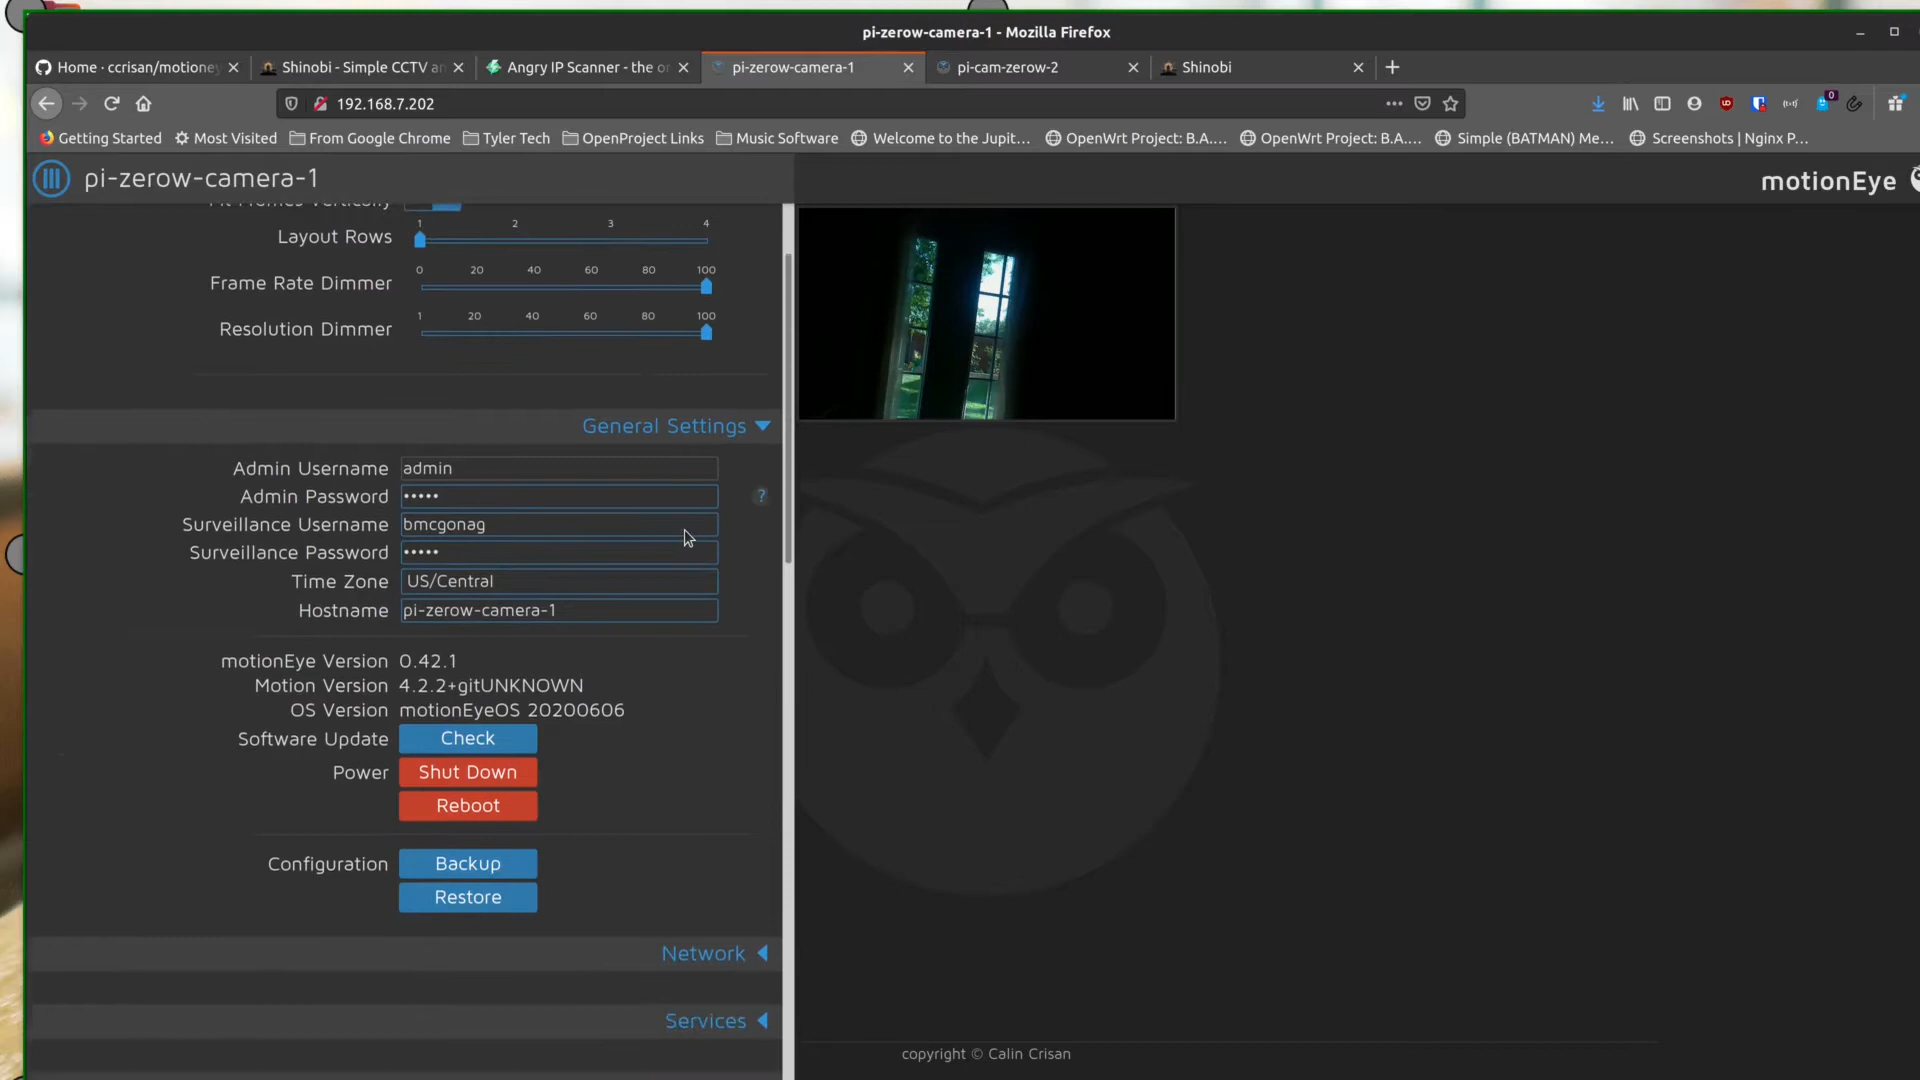 pi-zerow-camera-1 - Mozilla Firefox
Home · ccrisan/motioney
Shinobi - Simple CCTV an
Angry IP Scanner - the or
pi-zerow-camera-1
pi-cam-zerow-2
Shinobi
192.168.7.202
0
Getting Started
Most Visited
From Google Chrome
Tyler Tech
OpenProject Links
Music Software
Welcome to the Jupit...
OpenWrt Project: B.A....
OpenWrt Project: B.A....
Simple (BATMAN) Me...
Screenshots | Nginx P...
pi-zerow-camera-1
motionEye
Fit Frames Vertically
1 2 3 4
Layout Rows
0 20 40 60 80 100
Frame Rate Dimmer
1 20 40 60 80 100
Resolution Dimmer
General Settings
Admin Username admin
Admin Password ••••• ?
Surveillance Username bmcgonag
Surveillance Password •••••
Time Zone US/Central
Hostname pi-zerow-camera-1
motionEye Version 0.42.1
Motion Version 4.2.2+gitUNKNOWN
OS Version motionEyeOS 20200606
Software Update Check
Power Shut Down
Reboot
Configuration Backup
Restore
Network
Services
copyright © Calin Crisan